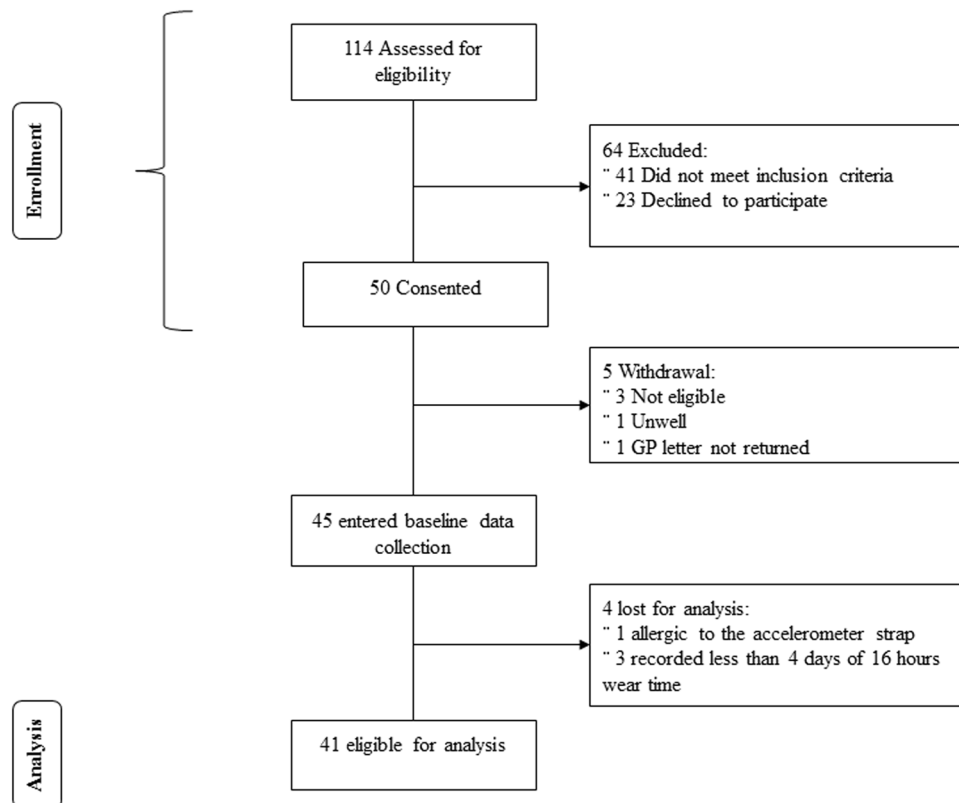 114 Assessed for
eligibility
Enrollment
64 Excluded:
¨ 41 Did not meet inclusion criteria
¨ 23 Declined to participate
50 Consented
5 Withdrawal:
¨ 3 Not eligible
¨ 1 Unwell
¨ 1 GP letter not returned
45 entered baseline data
collection
4 lost for analysis:
¨ 1 allergic to the accelerometer strap
¨ 3 recorded less than 4 days of 16 hours
wear time
41 eligible for analysis
Analysis